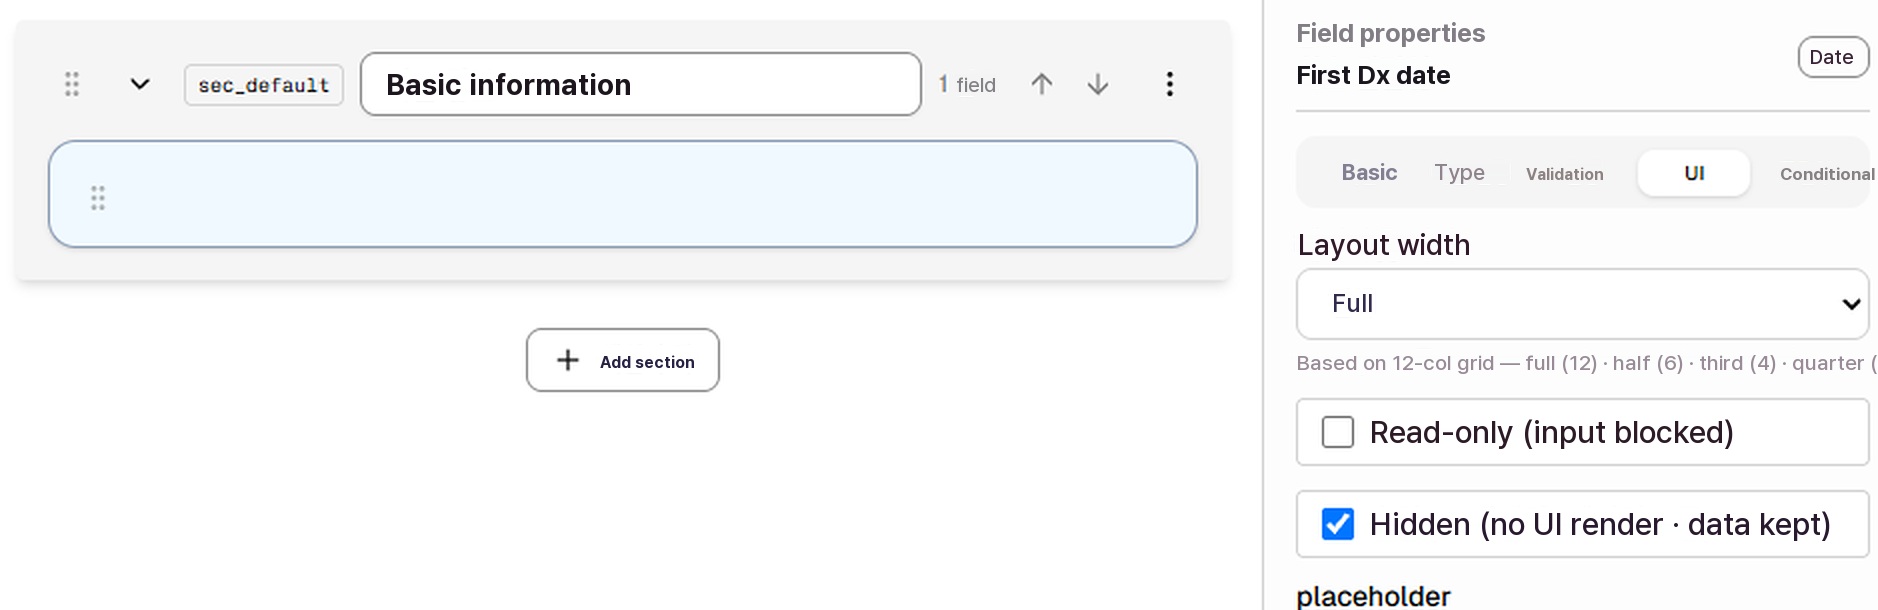 sec_default
Basic information
1 field
Add section
Field properties
First Dx date
Date
Basic
Type
Validation
UI
Conditional
Layout width
Full
Based on 12-col grid — full (12) · half (6) · third (4) · quarter (
Read-only (input blocked)
Hidden (no UI render · data kept)
placeholder